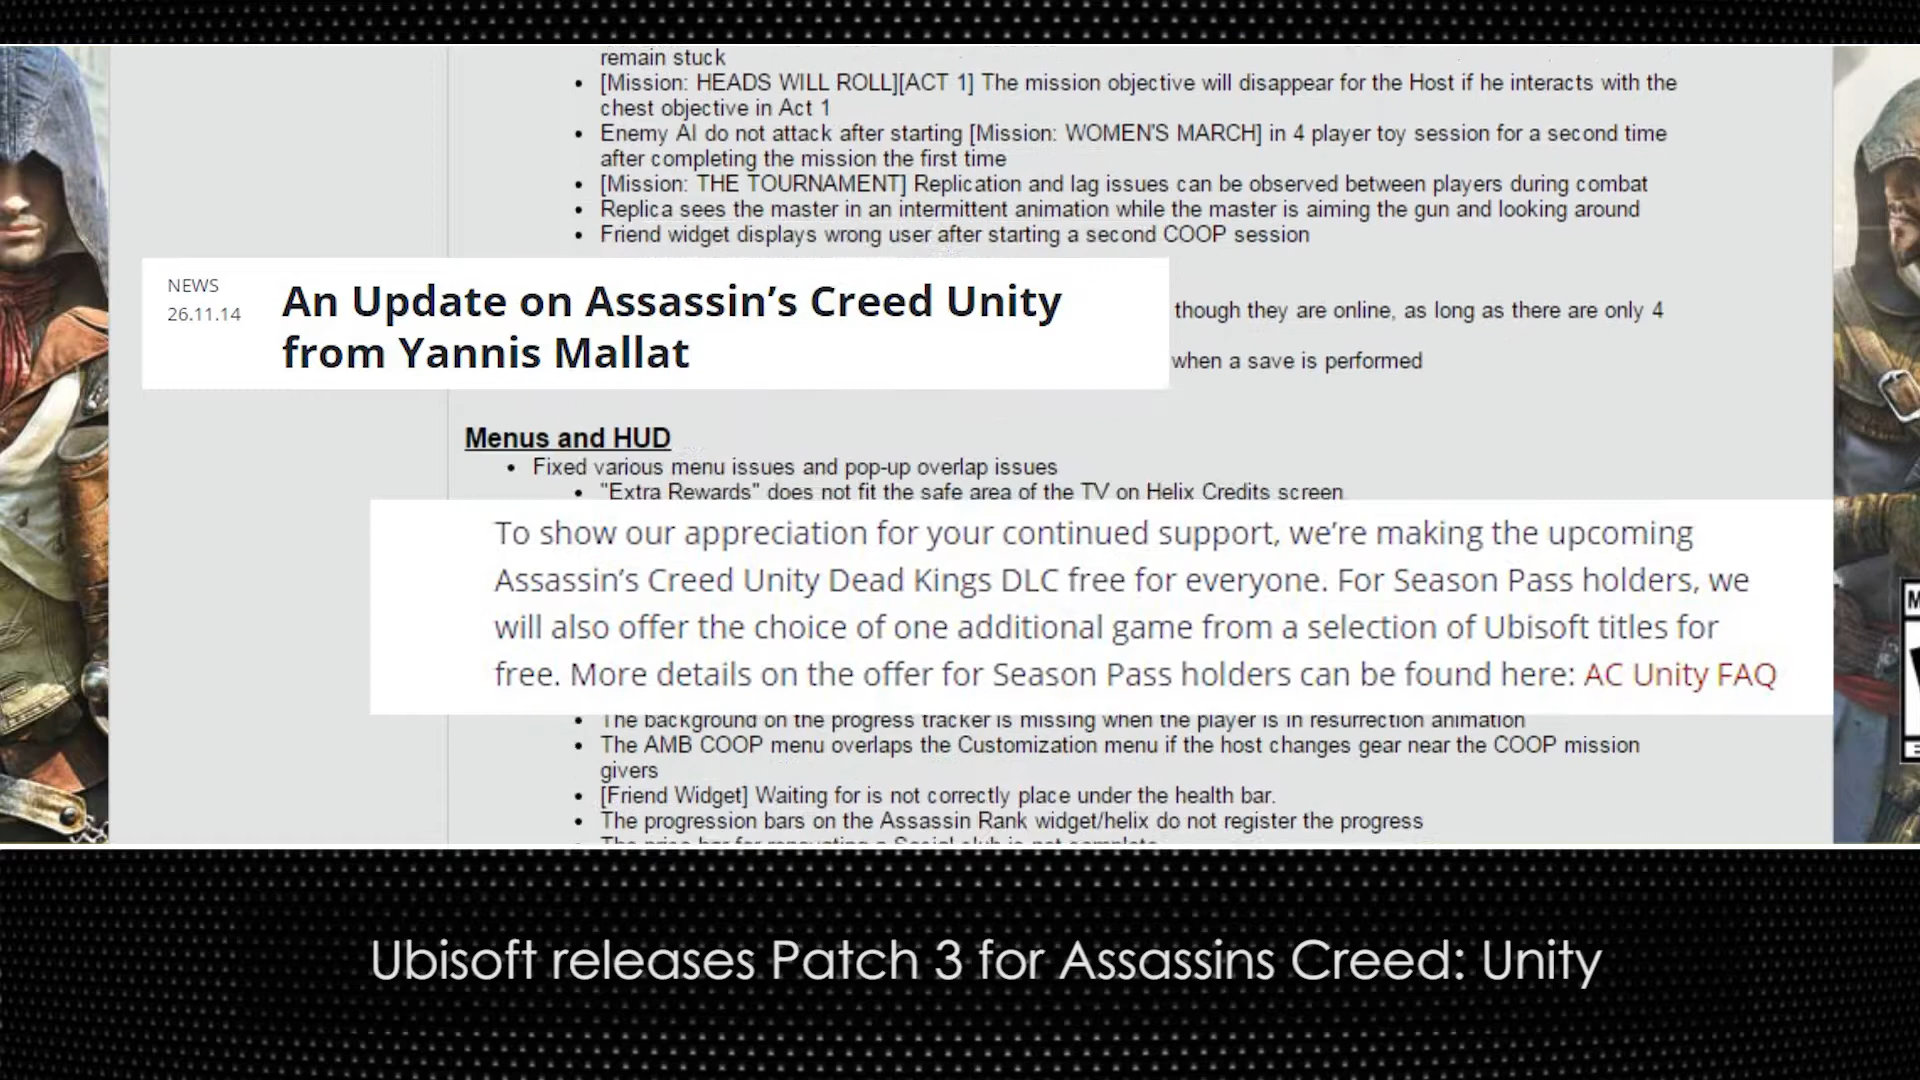 remain stuck
• [Mission: HEADS WILL ROLL][ACT 1] The mission objective will disappear for the Host if he interacts with the
chest objective in Act 1
• Enemy AI do not attack after starting [Mission: WOMEN'S MARCH] in 4 player toy session for a second time
after completing the mission the first time
• [Mission: THE TOURNAMENT] Replication and lag issues can be observed between players during combat
• Replica sees the master in an intermittent animation while the master is aiming the gun and looking around
• Friend widget displays wrong user after starting a second COOP session
NEWS
26.11.14
An Update on Assassin's Creed Unity
from Yannis Mallat
though they are online, as long as there are only 4
when a save is performed
Menus and HUD
• Fixed various menu issues and pop-up overlap issues
• "Extra Rewards" does not fit the safe area of the TV on Helix Credits screen
To show our appreciation for your continued support, we're making the upcoming
Assassin's Creed Unity Dead Kings DLC free for everyone. For Season Pass holders, we
will also offer the choice of one additional game from a selection of Ubisoft titles for
free. More details on the offer for Season Pass holders can be found here: AC Unity FAQ
• The background on the progress tracker is missing when the player is in resurrection animation
• The AMB COOP menu overlaps the Customization menu if the host changes gear near the COOP mission
givers
• [Friend Widget] Waiting for is not correctly place under the health bar.
• The progression bars on the Assassin Rank widget/helix do not register the progress
Ubisoft releases Patch 3 for Assassins Creed: Unity